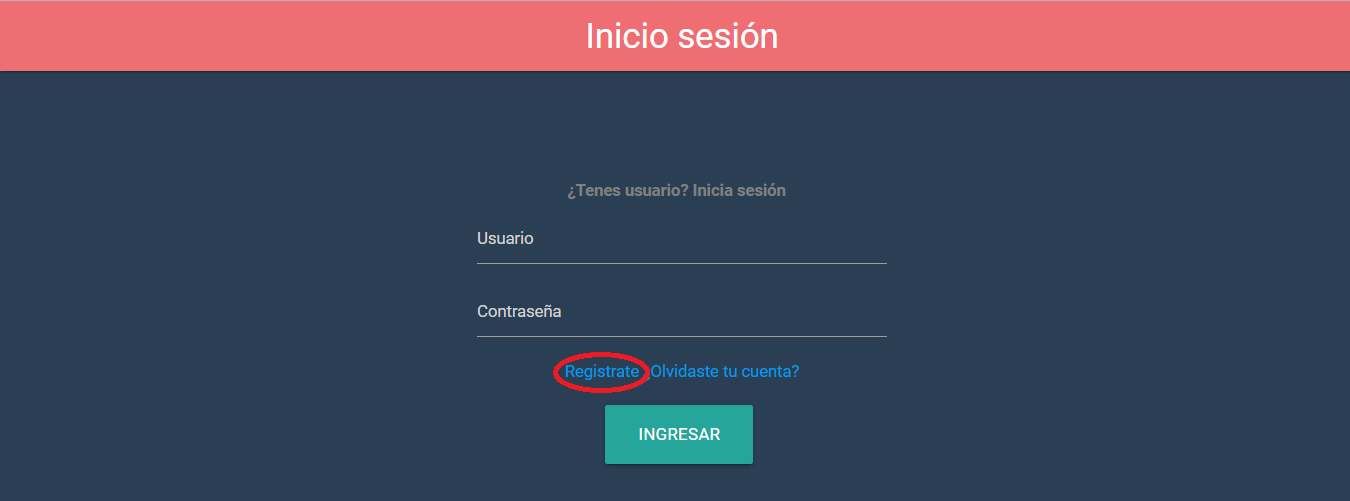 Inicio sesión
¿Tenes usuario? Inicia sesión
Usuario
Contraseña
Registrate ¿Olvidaste tu cuenta?
INGRESAR